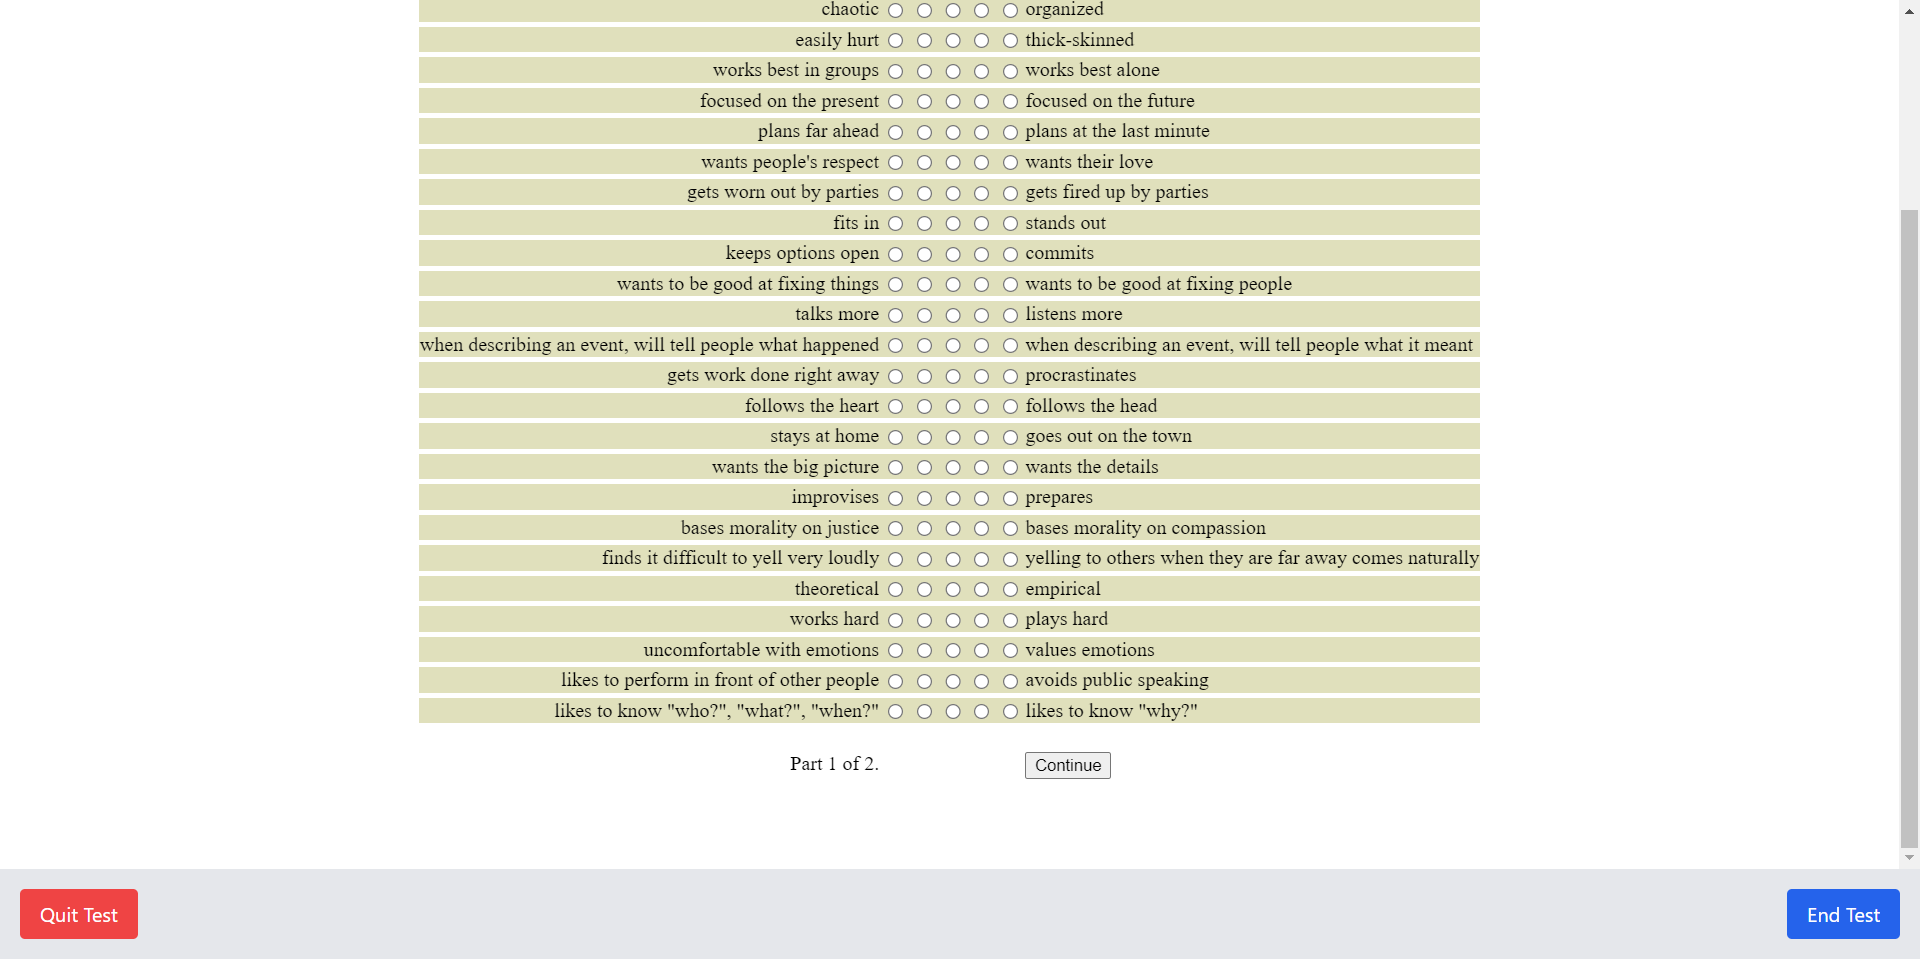 chaotic organized
easily hurt thick-skinned
works best in groups works best alone
focused on the present focused on the future
plans far ahead plans at the last minute
wants people's respect wants their love
gets worn out by parties gets fired up by parties
fits in stands out
keeps options open commits
wants to be good at fixing things wants to be good at fixing people
talks more listens more
when describing an event, will tell people what happened when describing an event, will tell people what it meant
gets work done right away procrastinates
follows the heart follows the head
stays at home goes out on the town
wants the big picture wants the details
improvises prepares
bases morality on justice bases morality on compassion
finds it difficult to yell very loudly yelling to others when they are far away comes naturally
theoretical empirical
works hard plays hard
uncomfortable with emotions values emotions
likes to perform in front of other people avoids public speaking
likes to know "who?", "what?", "when?" likes to know "why?"
Part 1 of 2. Continue
Quit Test End Test